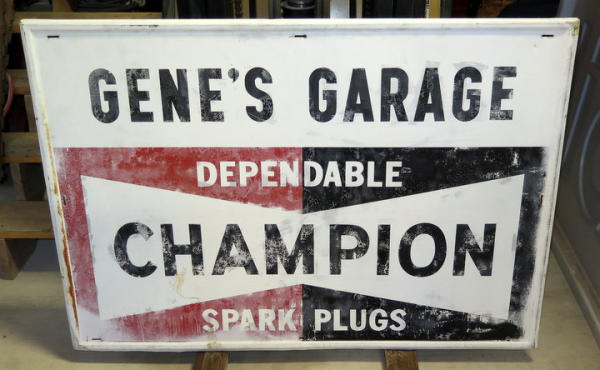 GENE'S GARAGE
DEPENDABLE
CHAMPION
SPARK PLUGS